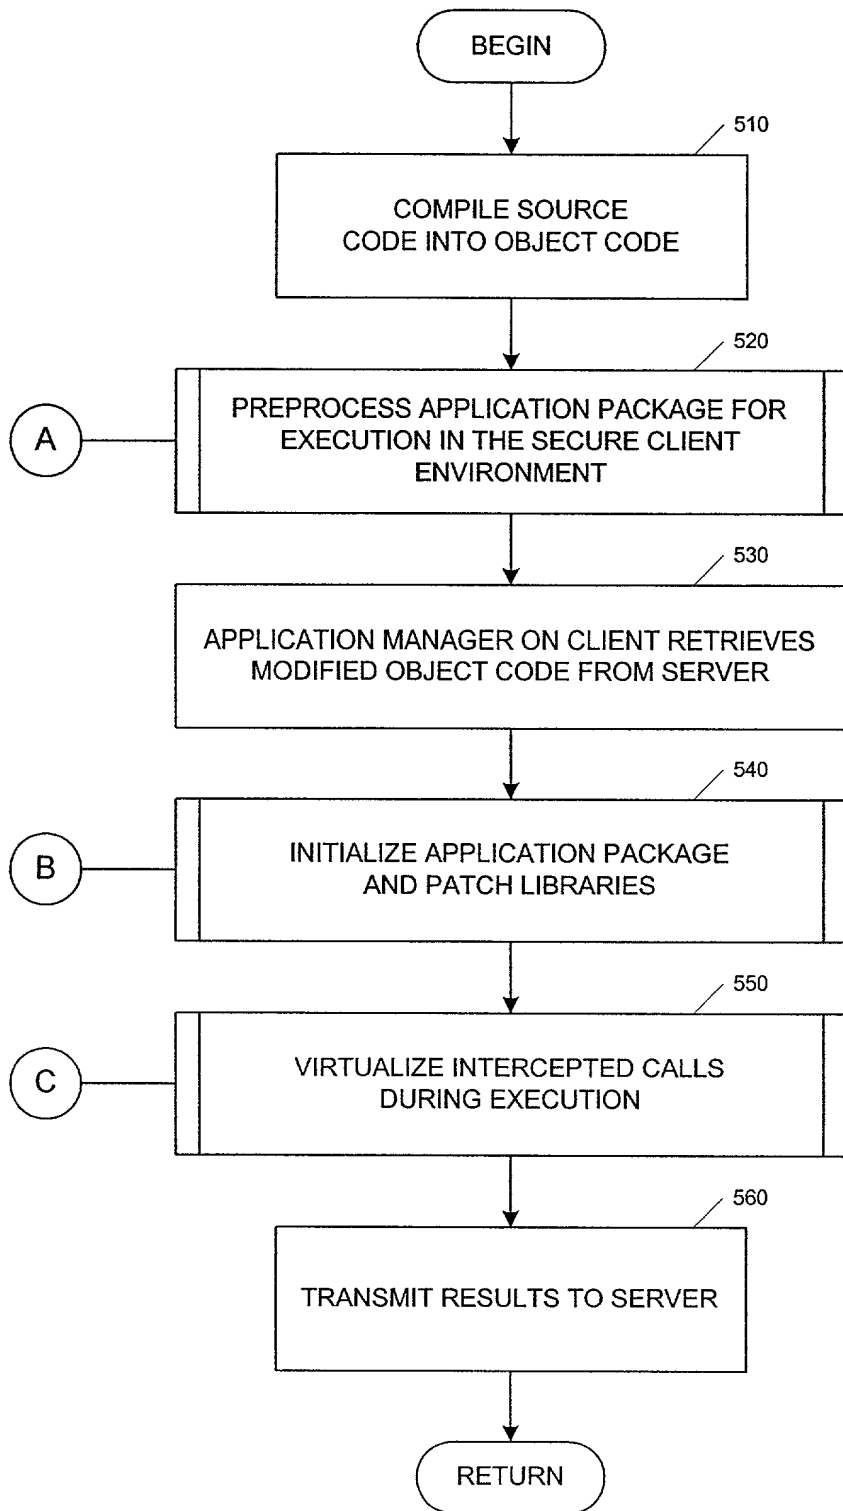 BEGIN
510
COMPILE SOURCE
CODE INTO OBJECT CODE
520
A
PREPROCESS APPLICATION PACKAGE FOR
EXECUTION IN THE SECURE CLIENT
ENVIRONMENT
530
APPLICATION MANAGER ON CLIENT RETRIEVES
MODIFIED OBJECT CODE FROM SERVER
540
B
INITIALIZE APPLICATION PACKAGE
AND PATCH LIBRARIES
550
C
VIRTUALIZE INTERCEPTED CALLS
DURING EXECUTION
560
TRANSMIT RESULTS TO SERVER
RETURN